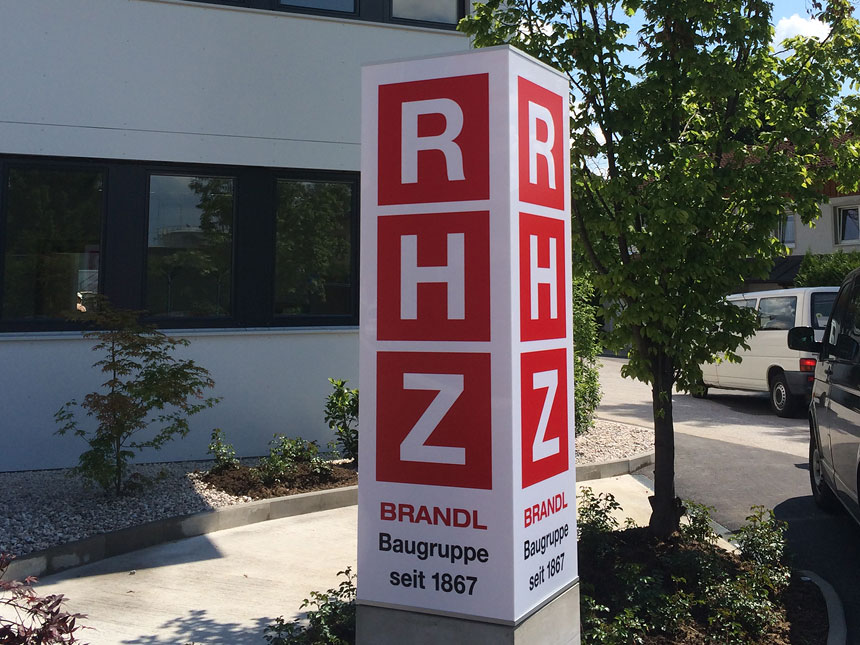 R
H
Z
BRANDL
Baugruppe
seit 1867
R
H
Z
BRANDL
Baugruppe
seit 1867